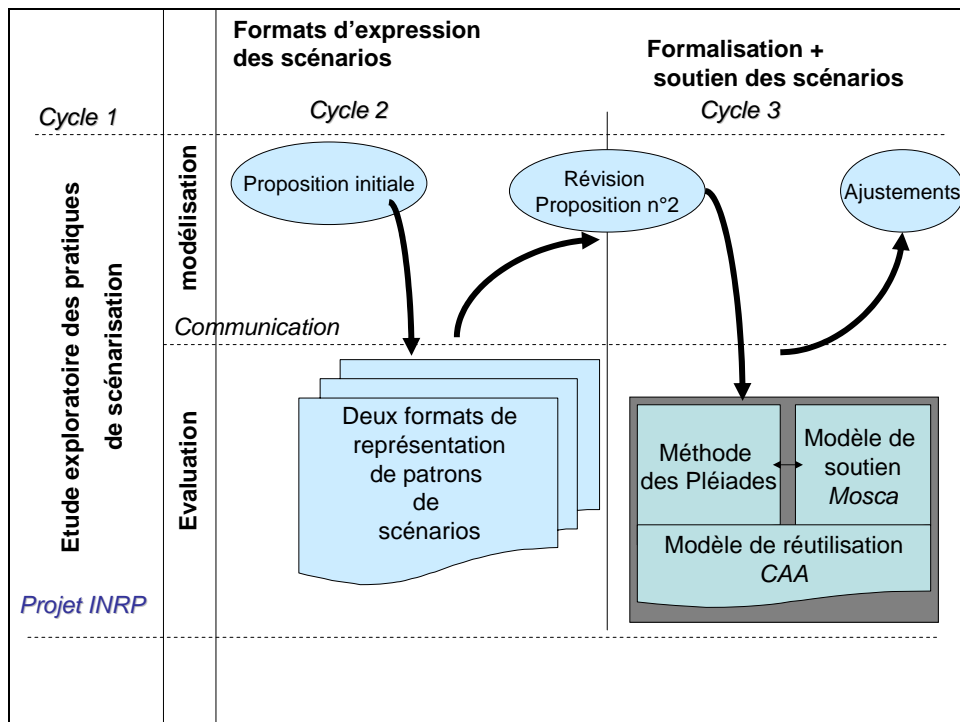 Formats d'expression
des scénarios
Formalisation +
soutien des scénarios
Cycle 1
Cycle 2
Cycle 3
Etude exploratoire des pratiques
de scénarisation
modélisation
Proposition initiale
Révision
Proposition n°2
Ajustements
Communication
Evaluation
Deux formats de
représentation
de patrons
de
scénarios
Méthode
des Pléiades
Modèle de
soutien
Mosca
Modèle de réutilisation
CAA
Projet INRP